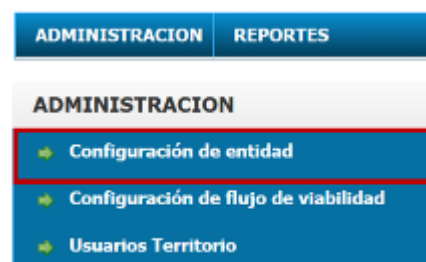 ADMINISTRACION REPORTES
ADMINISTRACION
Configuración de entidad
Configuración de flujo de viabilidad
Usuarios Territorio